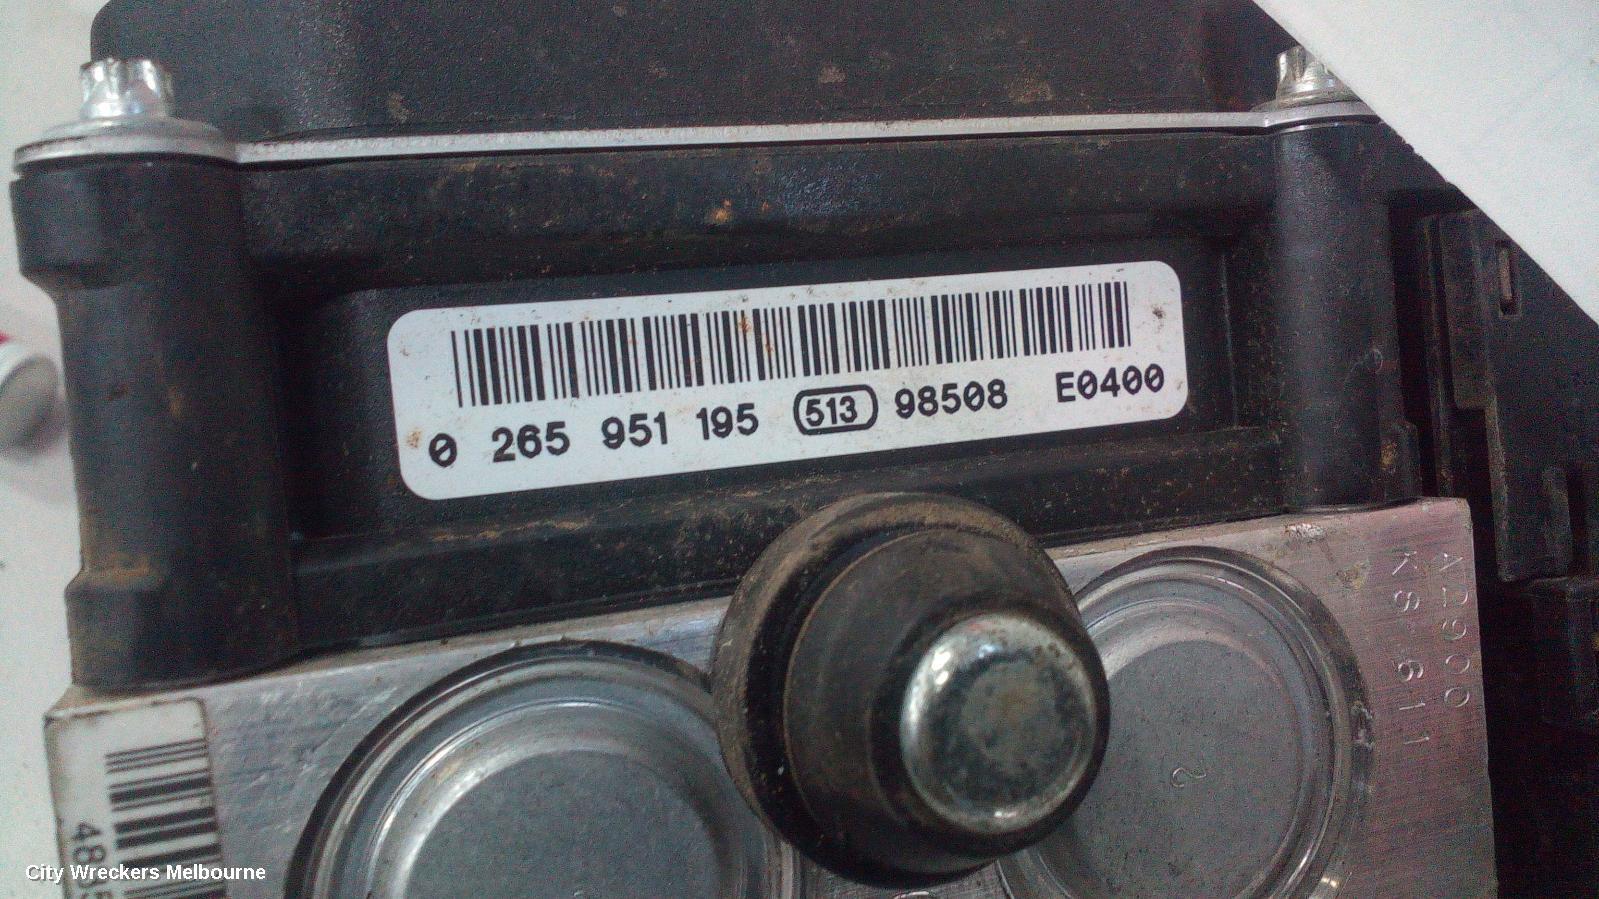 0 265 951 195 513 98508 E0400
A2900
KS 611
City Wreckers Melbourne